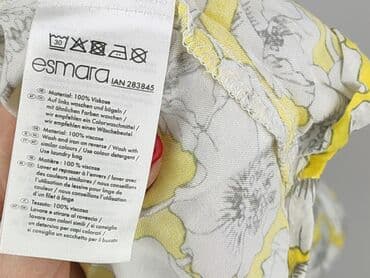 30
esmara IAN 283845
Material: 100% Viskose
Auf links waschen und bügeln /
mit ähnlichen Farben waschen /
wir empfehlen ein Colorwaschmittel /
wir empfehlen einen Wäschebeutel
Material: 100% viscose
Wash and iron on reverse / Wash with
similar colours / Use colour detergent /
Use laundry bag
Matière : 100 % viscose
Laver et repasser à l'envers / laver avec
des couleurs similaires / nous conseillons
d'utiliser une lessive pour linge de
couleur / nous conseillons l'utilisation
de filet à linge
Tessuto: 100% viscosa
Lavare e stirare al rovescio /
lavare con colori simili / si consiglia
un detersivo per capi colorati /
si consiglia un sacchetto per il bucato